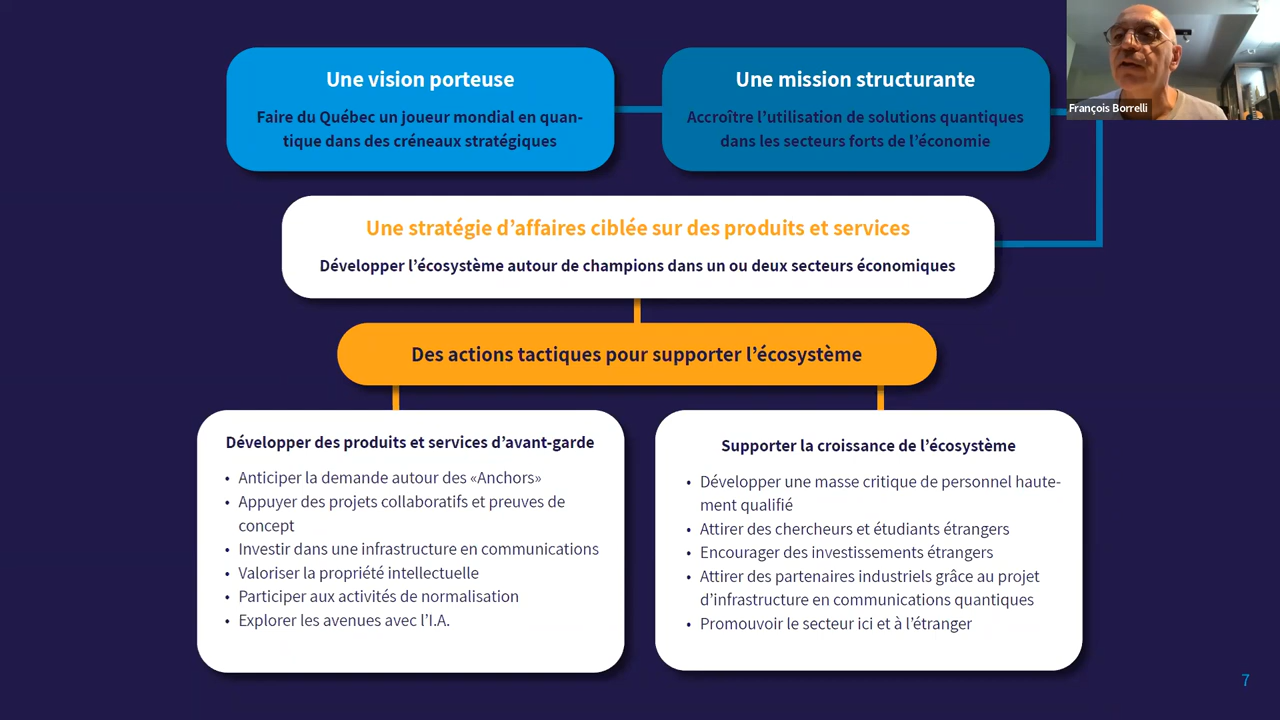 Une vision porteuse
Faire du Québec un joueur mondial en quan-
tique dans des créneaux stratégiques
Une mission structurante
Accroître l'utilisation de solutions quantiques
dans les secteurs forts de l'économie
François Borrelli
Une stratégie d'affaires ciblée sur des produits et services
Développer l'écosystème autour de champions dans un ou deux secteurs économiques
Des actions tactiques pour supporter l'écosystème
Développer des produits et services d'avant-garde
• Anticiper la demande autour des «Anchors»
• Appuyer des projets collaboratifs et preuves de
concept
• Investir dans une infrastructure en communications
• Valoriser la propriété intellectuelle
• Participer aux activités de normalisation
• Explorer les avenues avec l'I.A.
Supporter la croissance de l'écosystème
• Développer une masse critique de personnel haute-
ment qualifié
• Attirer des chercheurs et étudiants étrangers
• Encourager des investissements étrangers
• Attirer des partenaires industriels grâce au projet
d'infrastructure en communications quantiques
• Promouvoir le secteur ici et à l'étranger
7